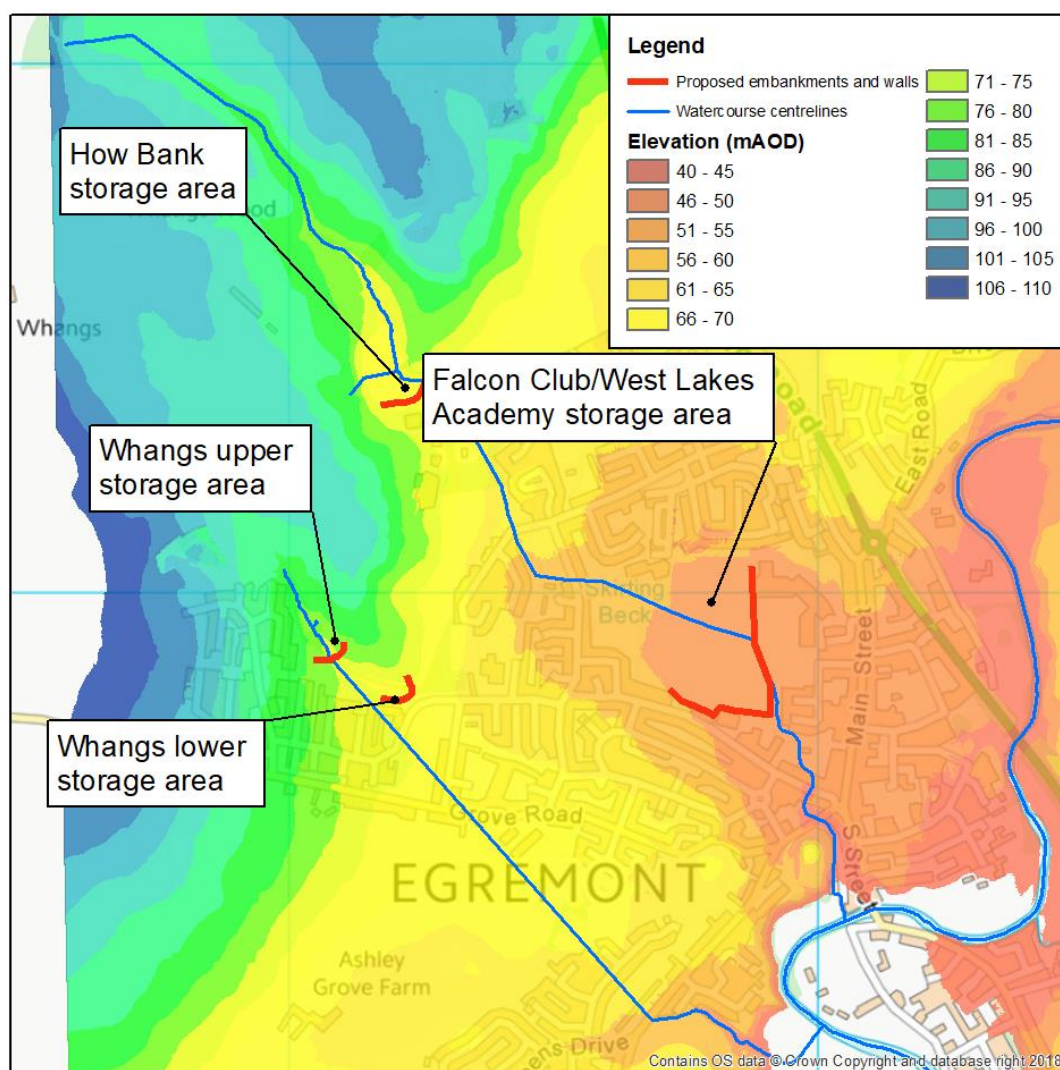 Legend
Proposed embankments and walls
Watercourse centrelines
Elevation (mAOD)
40 - 45
46 - 50
51 - 55
56 - 60
61 - 65
66 - 70
71 - 75
76 - 80
81 - 85
86 - 90
91 - 95
96 - 100
101 - 105
106 - 110
How Bank
storage area
Whangs
Falcon Club/West Lakes
Academy storage area
Road
East Road
Whangs upper
storage area
Skirting
Beck
Main Street
Whangs lower
storage area
Grove Road
EGREMONT
Ashley
Grove Farm
Drive
Contains OS data © Crown Copyright and database right 2018